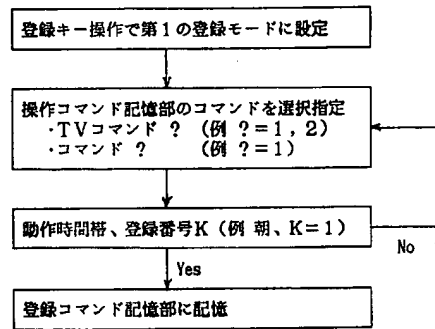 登録キー操作で第1の登録モードに設定
操作コマンド記憶部のコマンドを選択指定
・TVコマンド ? (例 ?=1,2)
・コマンド ? (例 ?=1)
動作時間帯、登録番号K(例 朝、K=1)
No
Yes
登録コマンド記憶部に記憶